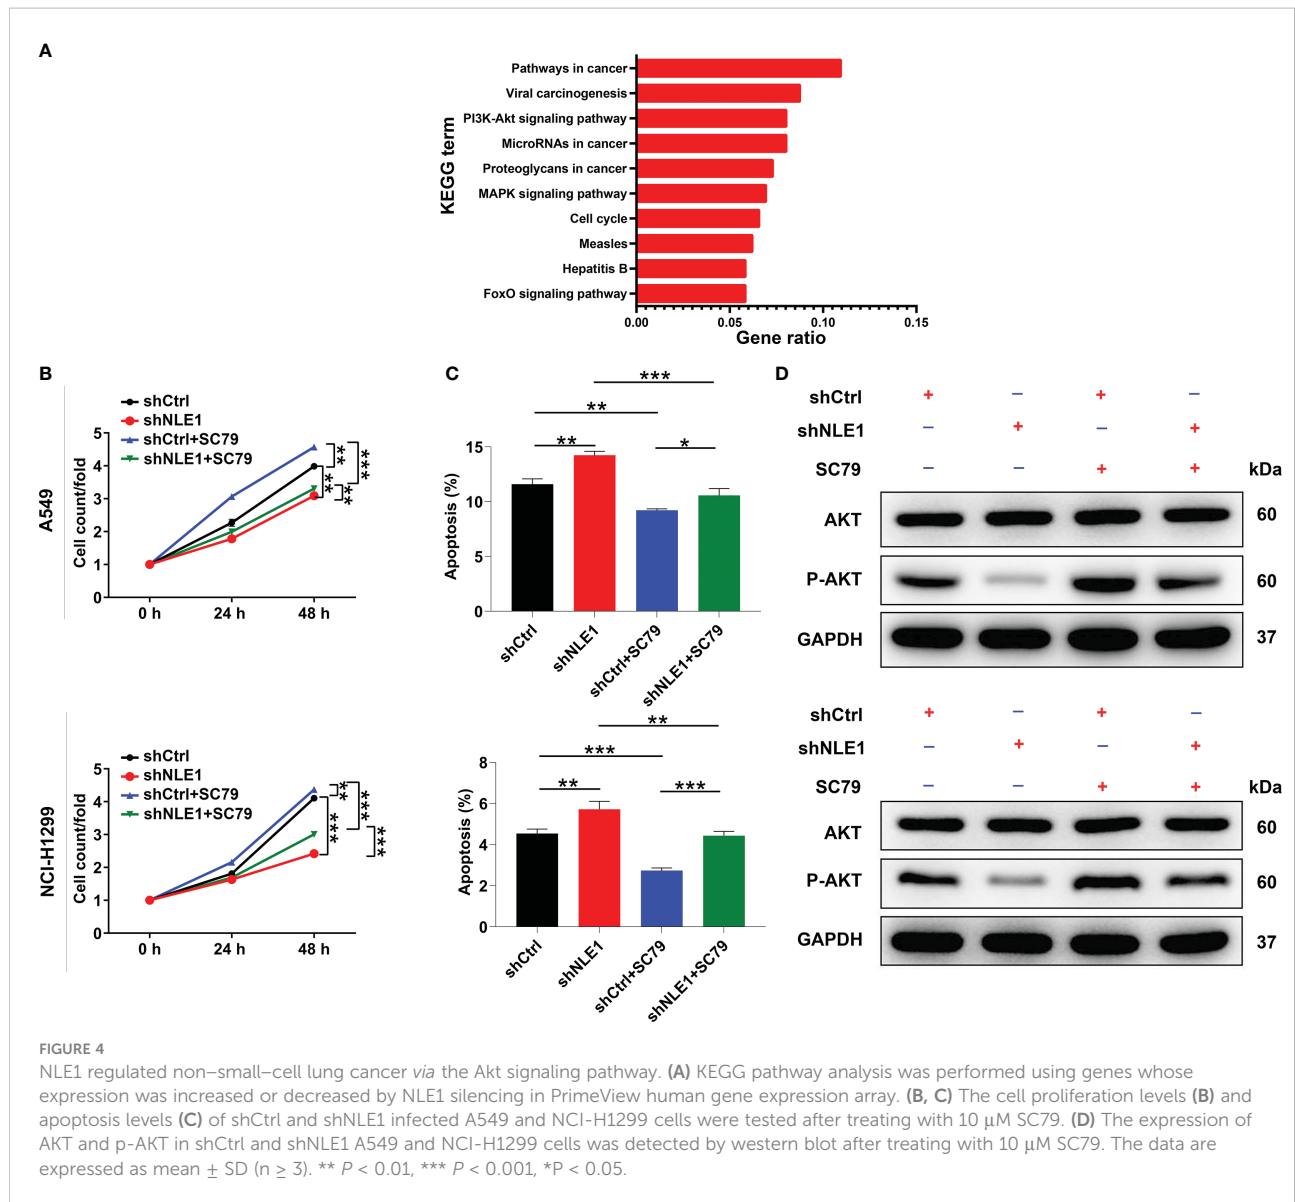 A
KEGG term
Pathways in cancer
Viral carcinogenesis
PI3K-Akt signaling pathway
MicroRNAs in cancer
Proteoglycans in cancer
MAPK signaling pathway
Cell cycle
Measles
Hepatitis B
FoxO signaling pathway
0.00 0.05 0.10 0.15
Gene ratio
B
A549
shCtrl
shNLE1
shCtrl+SC79
shNLE1+SC79
Cell count/fold
5
4
3
2
1
0
0 h 24 h 48 h
**
***
**
**
NCI-H1299
shCtrl
shNLE1
shCtrl+SC79
shNLE1+SC79
Cell count/fold
5
4
3
2
1
0
0 h 24 h 48 h
**
***
***
***
C
***
**
** *
Apoptosis (%)
15
10
5
0
shCtrl shNLE1 shCtrl+SC79 shNLE1+SC79
**
***
** ***
Apoptosis (%)
8
6
4
2
0
shCtrl shNLE1 shCtrl+SC79 shNLE1+SC79
D
shCtrl + − + −
shNLE1 − + − +
SC79 − − + + kDa
AKT 60
P-AKT 60
GAPDH 37
shCtrl + − + −
shNLE1 − + − +
SC79 − − + + kDa
AKT 60
P-AKT 60
GAPDH 37
FIGURE 4
NLE1 regulated non–small–cell lung cancer via the Akt signaling pathway. (A) KEGG pathway analysis was performed using genes whose
expression was increased or decreased by NLE1 silencing in PrimeView human gene expression array. (B, C) The cell proliferation levels (B) and
apoptosis levels (C) of shCtrl and shNLE1 infected A549 and NCI-H1299 cells were tested after treating with 10 µM SC79. (D) The expression of
AKT and p-AKT in shCtrl and shNLE1 A549 and NCI-H1299 cells was detected by western blot after treating with 10 µM SC79. The data are
expressed as mean ± SD (n ≥ 3). ** P < 0.01, *** P < 0.001, *P < 0.05.